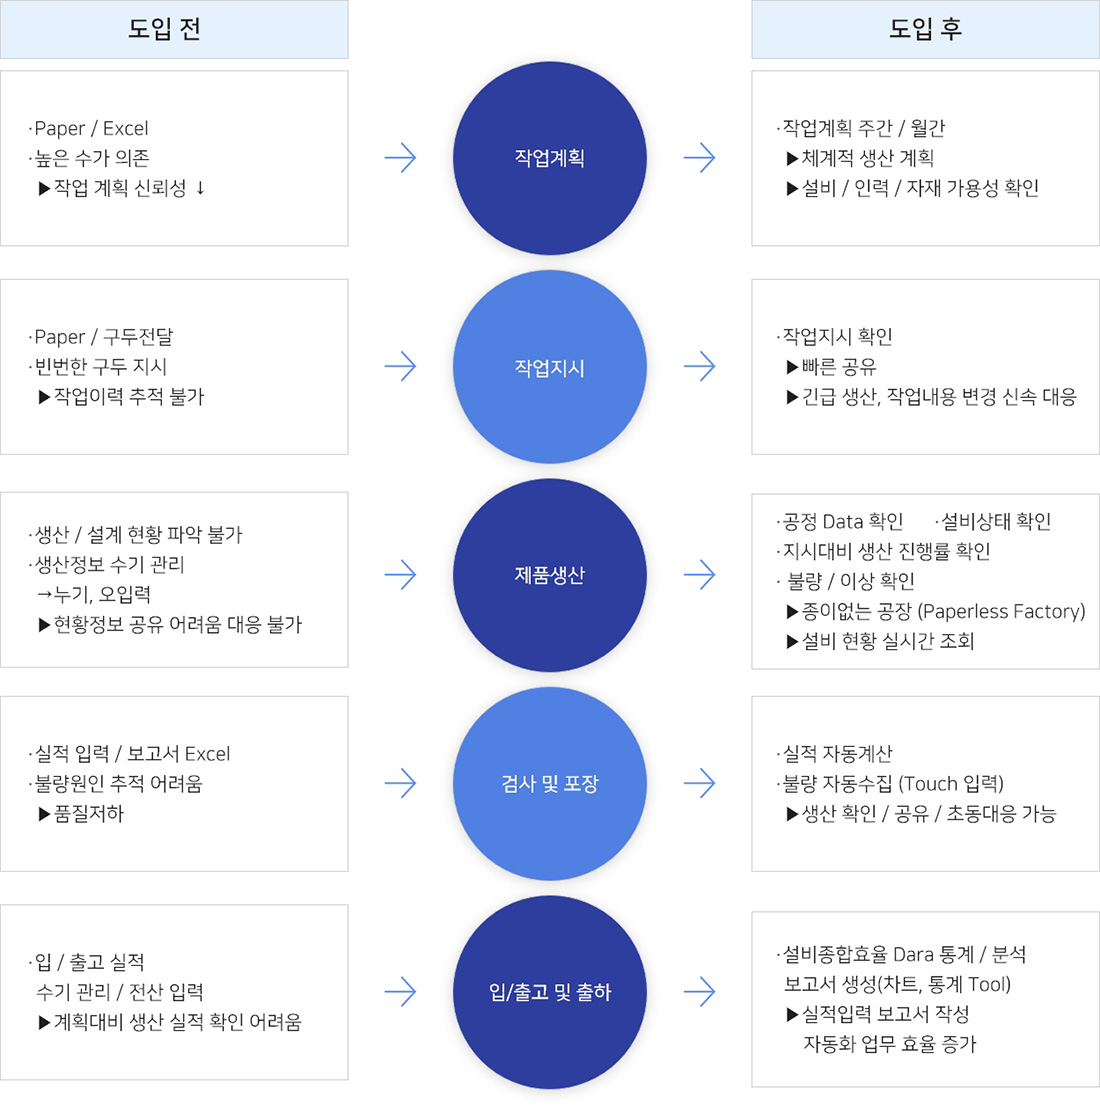 도입 전
도입 후
·Paper / Excel
·높은 수가 의존
▶작업 계획 신뢰성 ↓
작업계획
·작업계획 주간 / 월간
▶체계적 생산 계획
▶설비 / 인력 / 자재 가용성 확인
·Paper / 구두전달
·빈번한 구두 지시
▶작업이력 추적 불가
작업지시
·작업지시 확인
▶빠른 공유
▶긴급 생산, 작업내용 변경 신속 대응
·생산 / 설계 현황 파악 불가
·생산정보 수기 관리
→누기, 오입력
▶현황정보 공유 어려움 대응 불가
제품생산
·공정 Data 확인 ·설비상태 확인
·지시대비 생산 진행률 확인
· 불량 / 이상 확인
▶종이없는 공장 (Paperless Factory)
▶설비 현황 실시간 조회
·실적 입력 / 보고서 Excel
·불량원인 추적 어려움
▶품질저하
검사 및 포장
·실적 자동계산
·불량 자동수집 (Touch 입력)
▶생산 확인 / 공유 / 초동대응 가능
·입 / 출고 실적
수기 관리 / 전산 입력
▶계획대비 생산 실적 확인 어려움
입/출고 및 출하
·설비종합효율 Dara 통계 / 분석
보고서 생성(차트, 통계 Tool)
▶실적입력 보고서 작성
자동화 업무 효율 증가